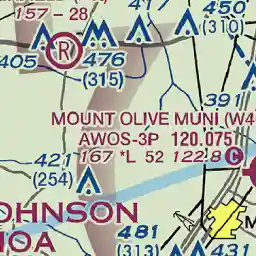 157 - 28
417
450
(310)
405
R
476
(315)
391
MOUNT OLIVE MUNI (W4
AWOS-3P 120.075
167 *L 52 122.8 C
421
(254)
OHNSON
MOA
481
(313)
431
M